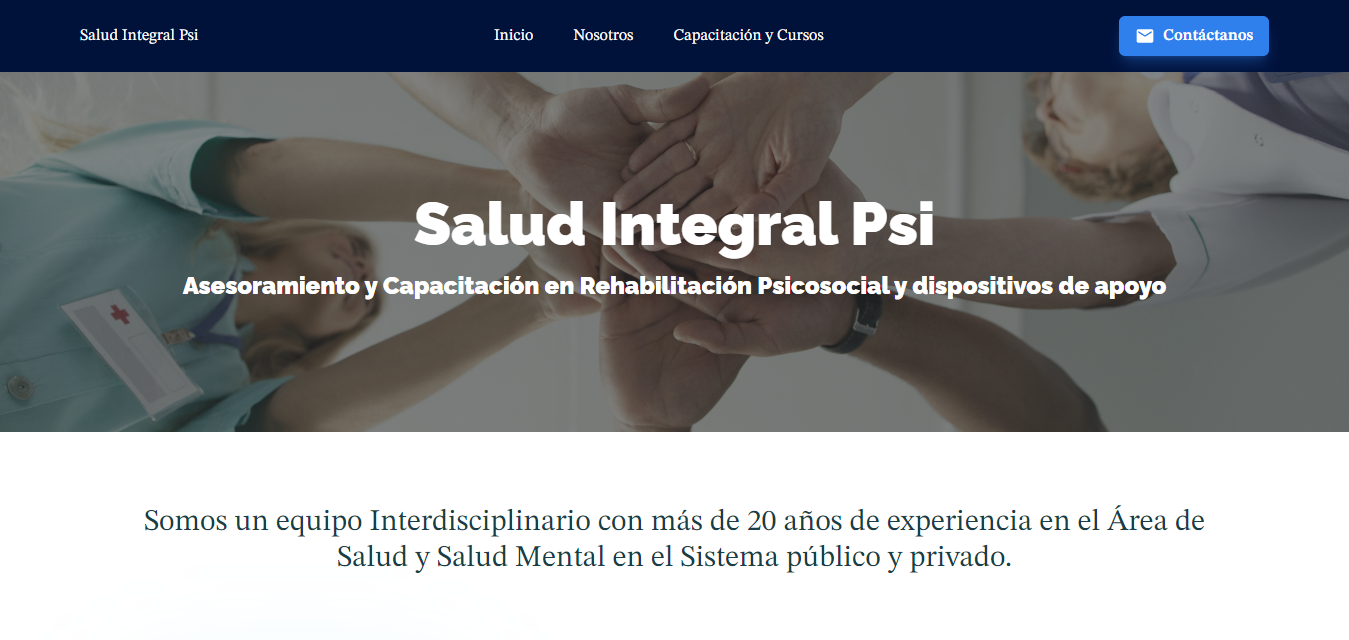 Salud Integral Psi
Inicio
Nosotros
Capacitación y Cursos
Contáctanos
Salud Integral Psi
Asesoramiento y Capacitación en Rehabilitación Psicosocial y dispositivos de apoyo
Somos un equipo Interdisciplinario con más de 20 años de experiencia en el Área de
Salud y Salud Mental en el Sistema público y privado.